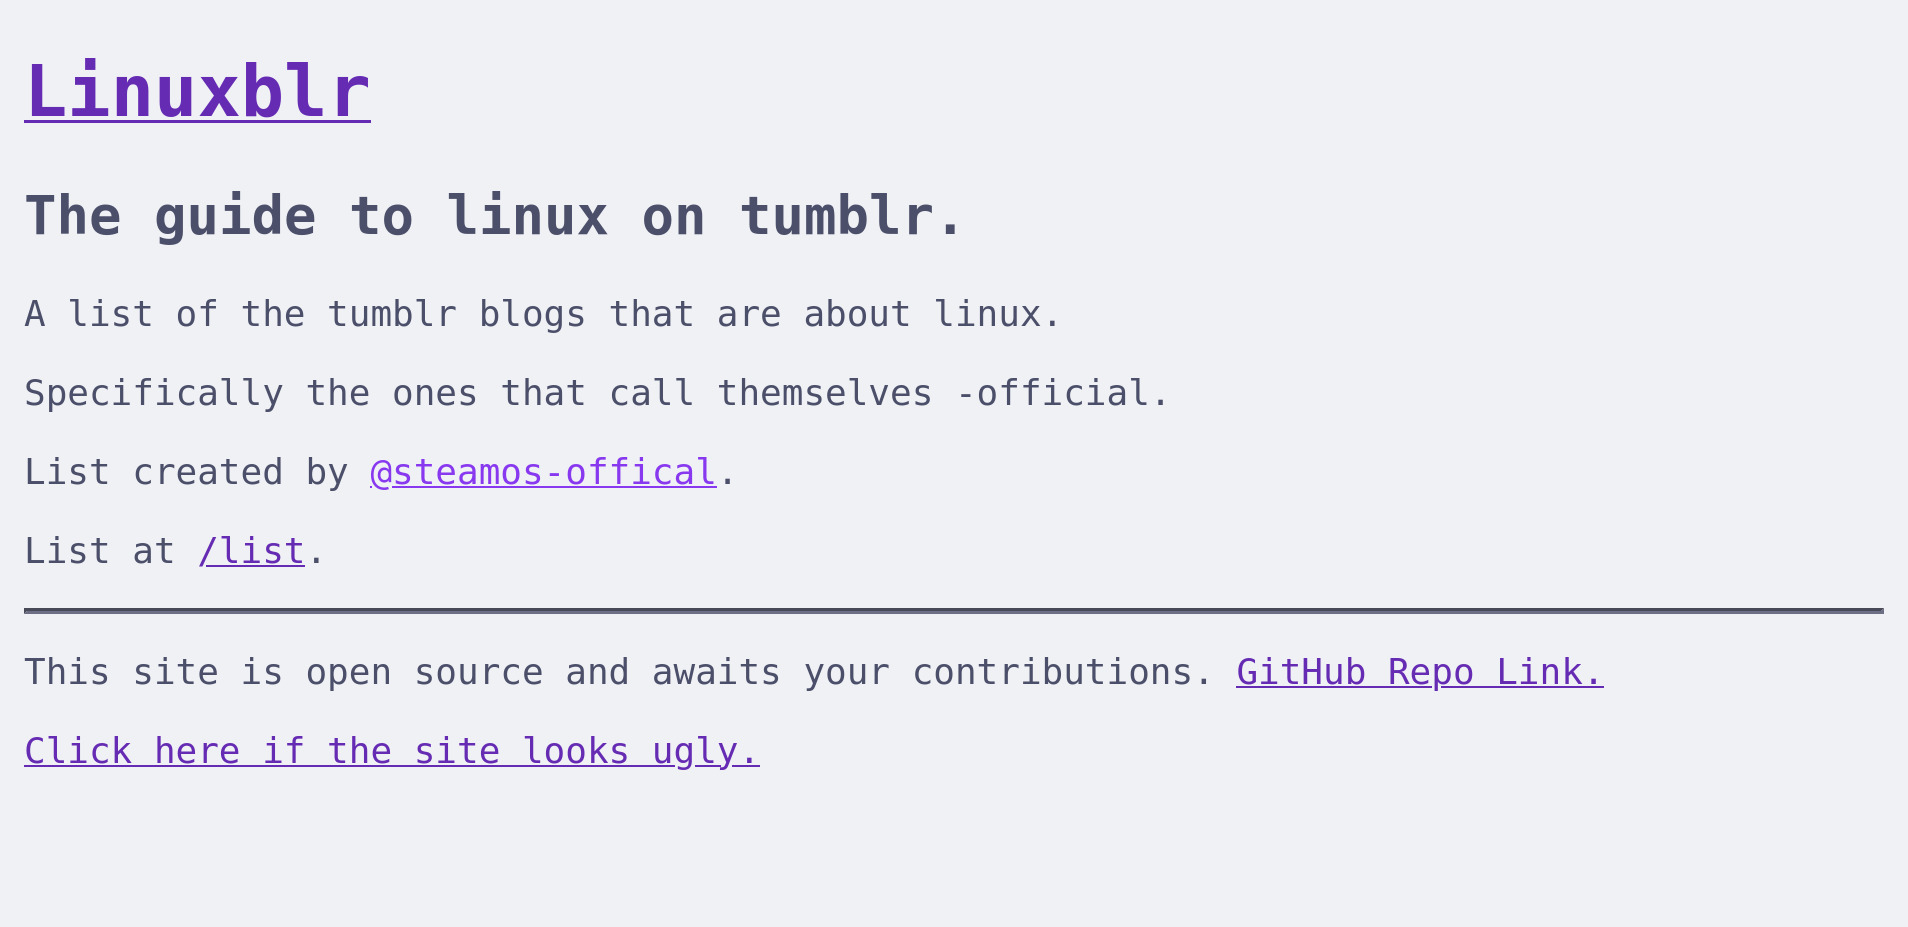 Linuxblr
The guide to linux on tumblr.
A list of the tumblr blogs that are about linux.
Specifically the ones that call themselves -official.
List created by @steamos-offical.
List at /list.
This site is open source and awaits your contributions. GitHub Repo Link.
Click here if the site looks ugly.